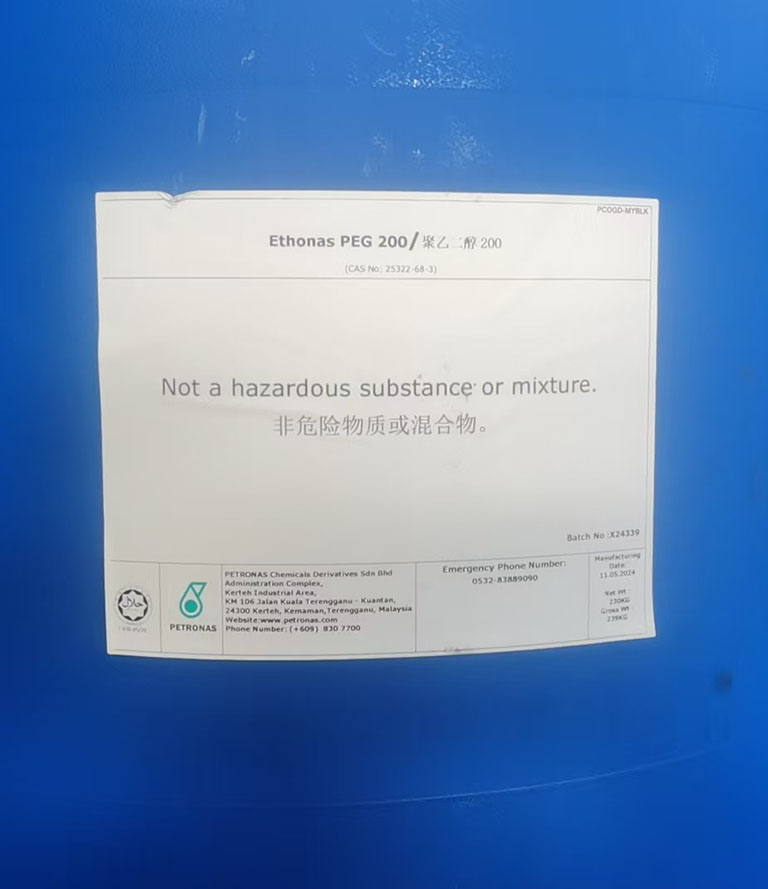 PCOGD-MYBLK
Ethonas PEG 200/聚乙二醇 200
(CAS No: 25322-68-3)
Not a hazardous substance or mixture.
非危险物质或混合物。
Batch No :X24339
حلال
PETRONAS
PETRONAS Chemicals Derivatives Sdn Bhd
Administration Complex,
Kerteh Industrial Area,
KM 106 Jalan Kuala Terengganu - Kuantan,
24300 Kerteh, Kemaman,Terengganu, Malaysia
Website:www.petronas.com
Phone Number: (+609) 830 7700
Emergency Phone Number:
0532-83889090
Manufacturing
Date:
11.05.2024
Net Wt :
230KG
Gross Wt :
239KG